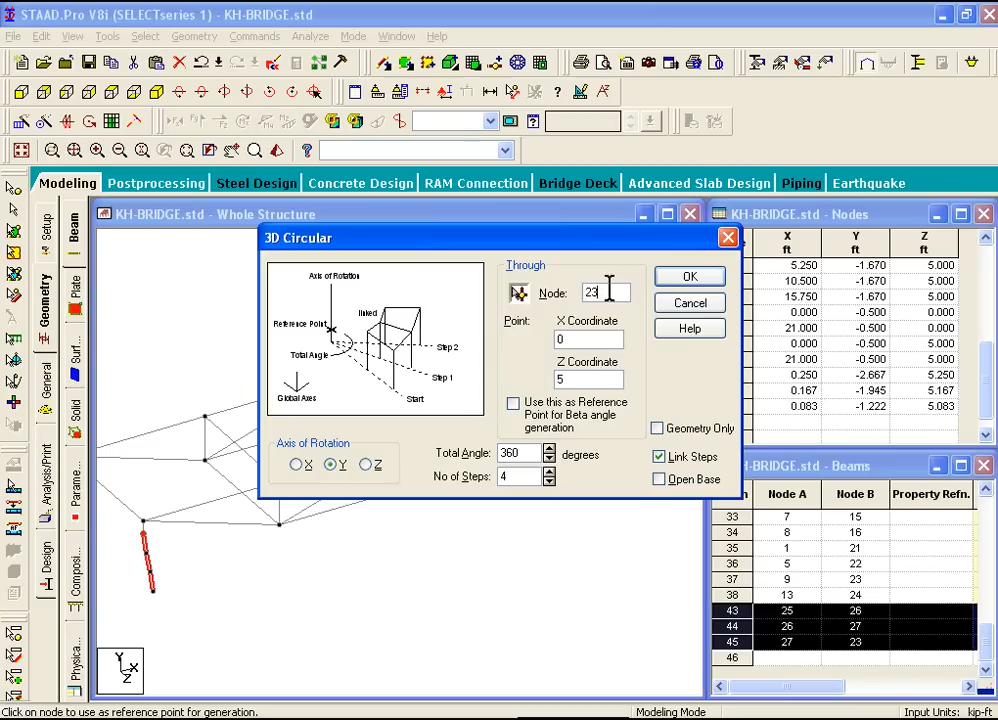 STAAD.Pro V8i (SELECTseries 1) - KH-BRIDGE.std
File Edit View Tools Select Geometry Commands Analyze Mode Window Help
Modeling Postprocessing Steel Design Concrete Design RAM Connection Bridge Deck Advanced Slab Design Piping Earthquake
Setup
Geometry
General
Analysis/Print
Design
Beam
Plate
Surf...
Solid
Parame...
Composi...
Physica...
KH-BRIDGE.std - Whole Structure
3D Circular
Axis of Rotation
linked
Reference Point
Total Angle
Step 2
Step 1
Start
Global Axes
Through
Node: 23
Point: X Coordinate
0
Z Coordinate
5
Use this as Reference
Point for Beta angle
generation
OK
Cancel
Help
Geometry Only
Link Steps
Open Base
Axis of Rotation
X Y Z
Total Angle: 360 degrees
No of Steps: 4
Y
X
Z
KH-BRIDGE.std - Nodes
X Y Z
ft ft ft
5.250 -1.670 5.000
10.500 -1.670 5.000
15.750 -1.670 5.000
0.000 -0.500 0.000
21.000 -0.500 0.000
0.000 -0.500 5.000
21.000 -0.500 5.000
0.250 -2.667 5.250
0.167 -1.945 5.167
0.083 -1.222 5.083
KH-BRIDGE.std - Beams
Node A Node B Property Refn.
33 7 15
34 8 16
35 1 21
36 5 22
37 9 23
38 13 24
43 25 26
44 26 27
45 27 23
46
Click on node to use as reference point for generation.
Modeling Mode
Input Units: kip-ft